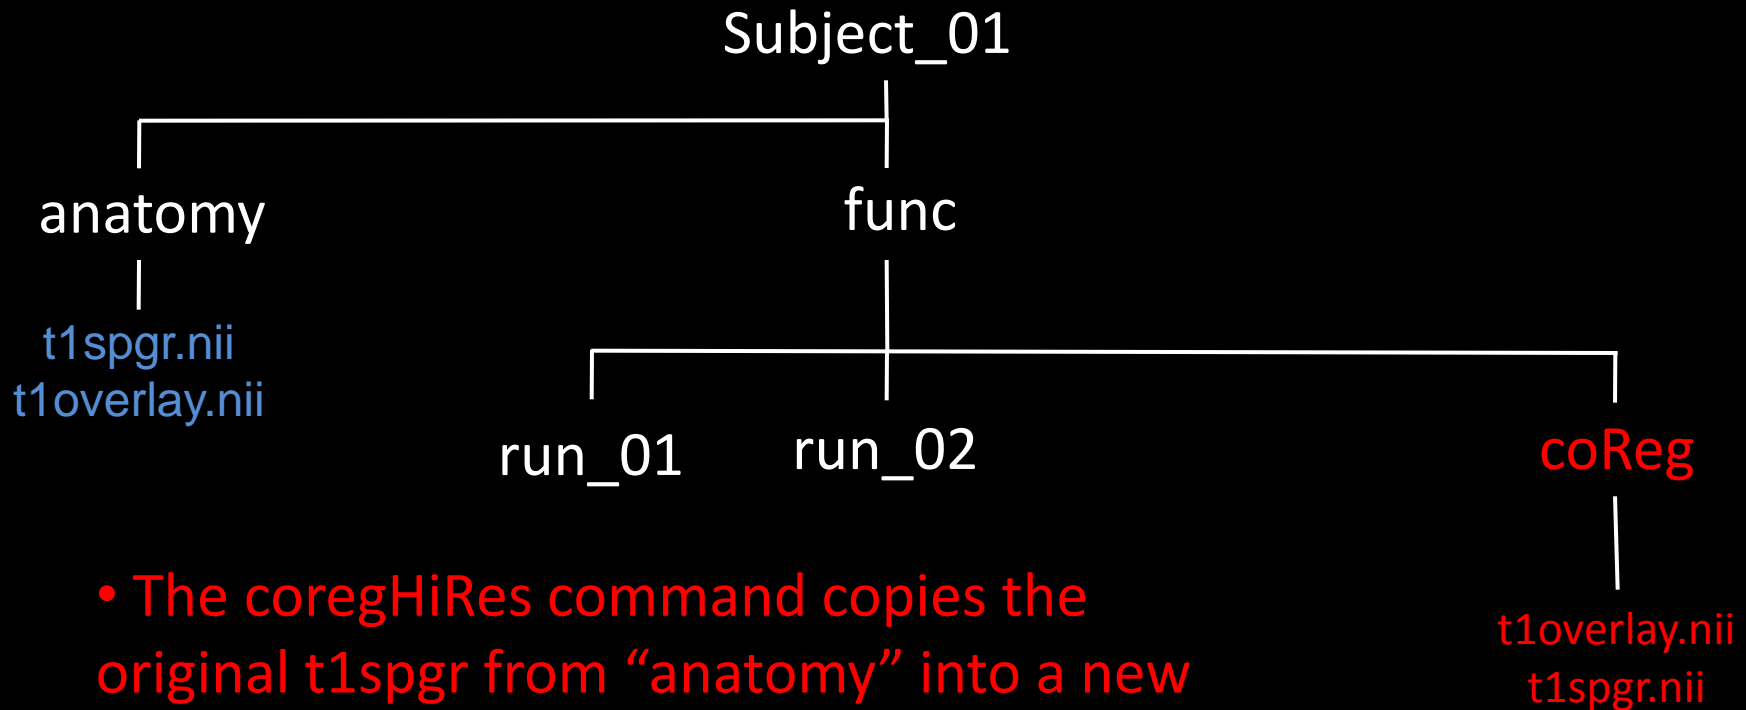 Subject_01
anatomy
func
t1spgr.nii
t1overlay.nii
run_01
run_02
coReg
• The coregHiRes command copies the
original t1spgr from “anatomy” into a new
t1overlay.nii
t1spgr.nii